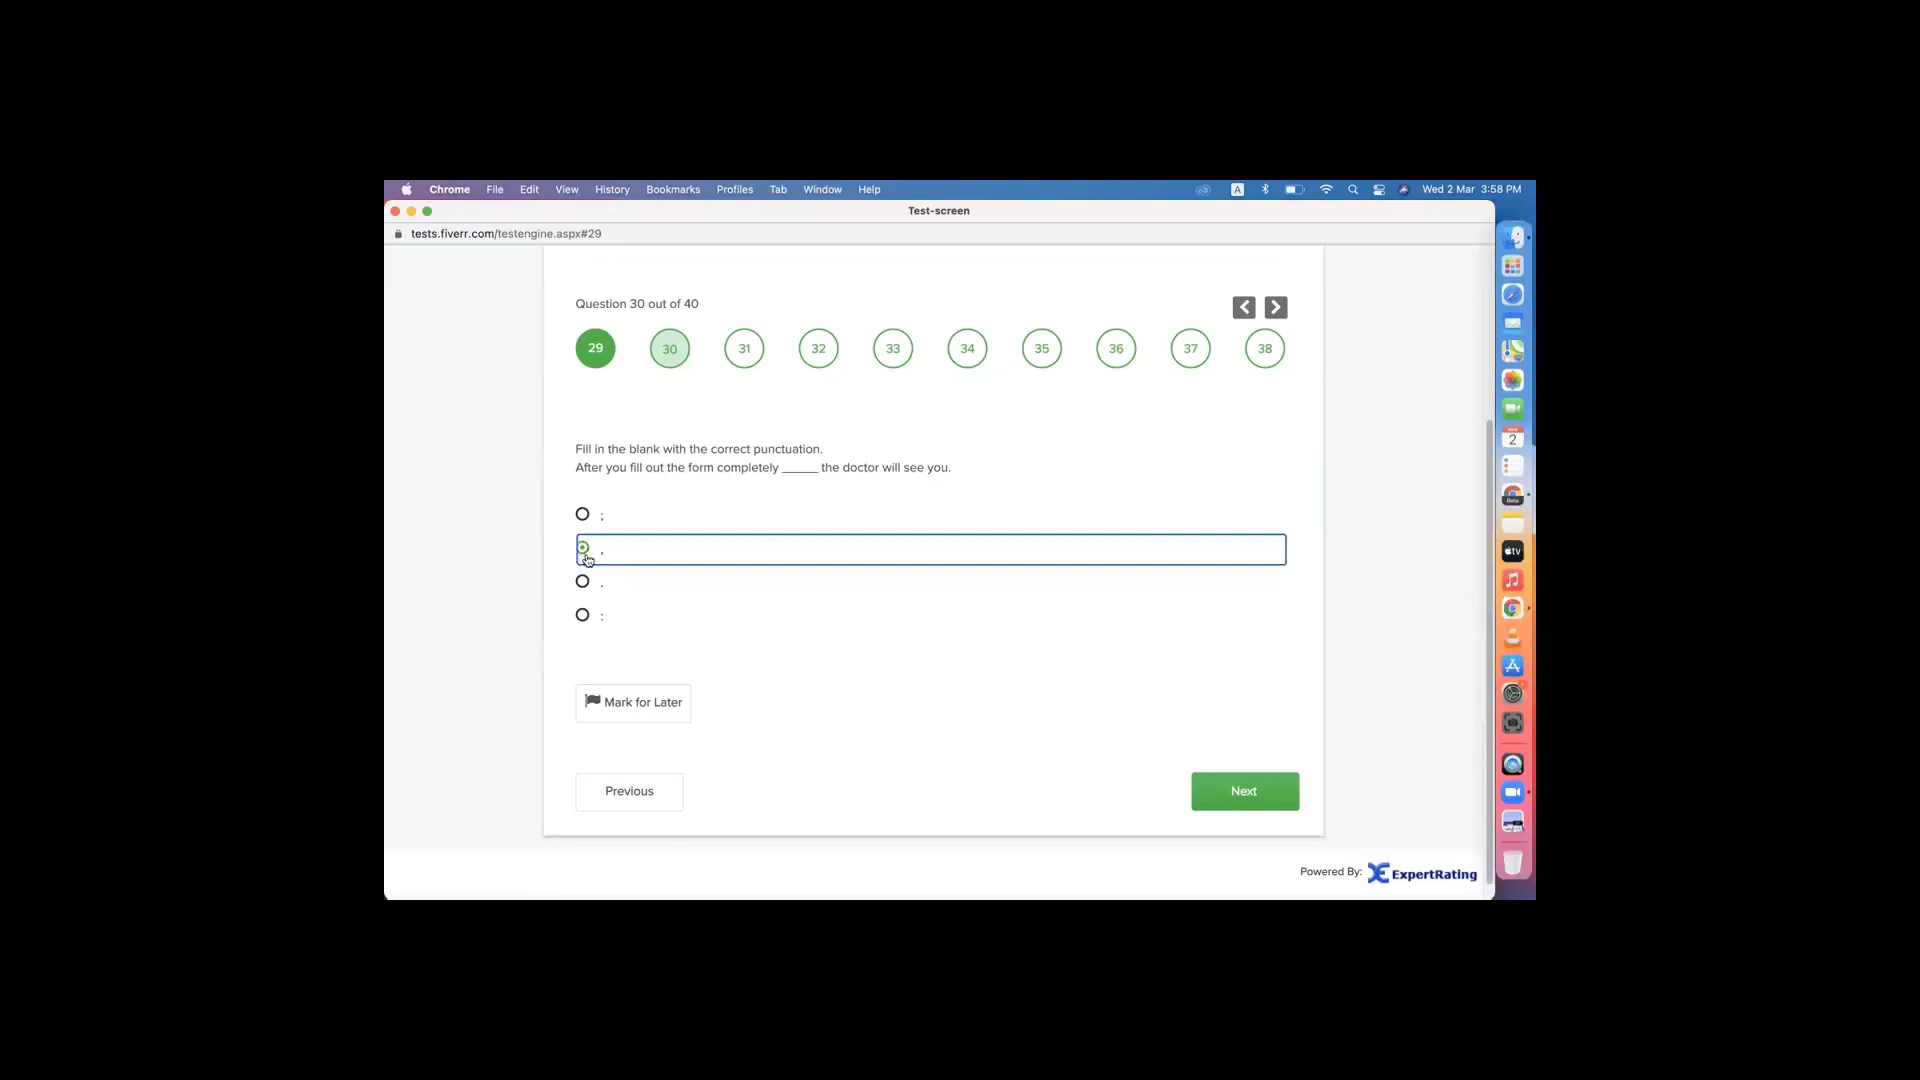 Chrome File Edit View History Bookmarks Profiles Tab Window Help A Wed 2 Mar 3:58 PM
Test-screen
tests.fiverr.com/testengine.aspx#29
Question 30 out of 40
29 30 31 32 33 34 35 36 37 38
Fill in the blank with the correct punctuation.
After you fill out the form completely _____ the doctor will see you.
;
,
.
:
Mark for Later
Previous
Next
Powered By: ExpertRating
2
tv